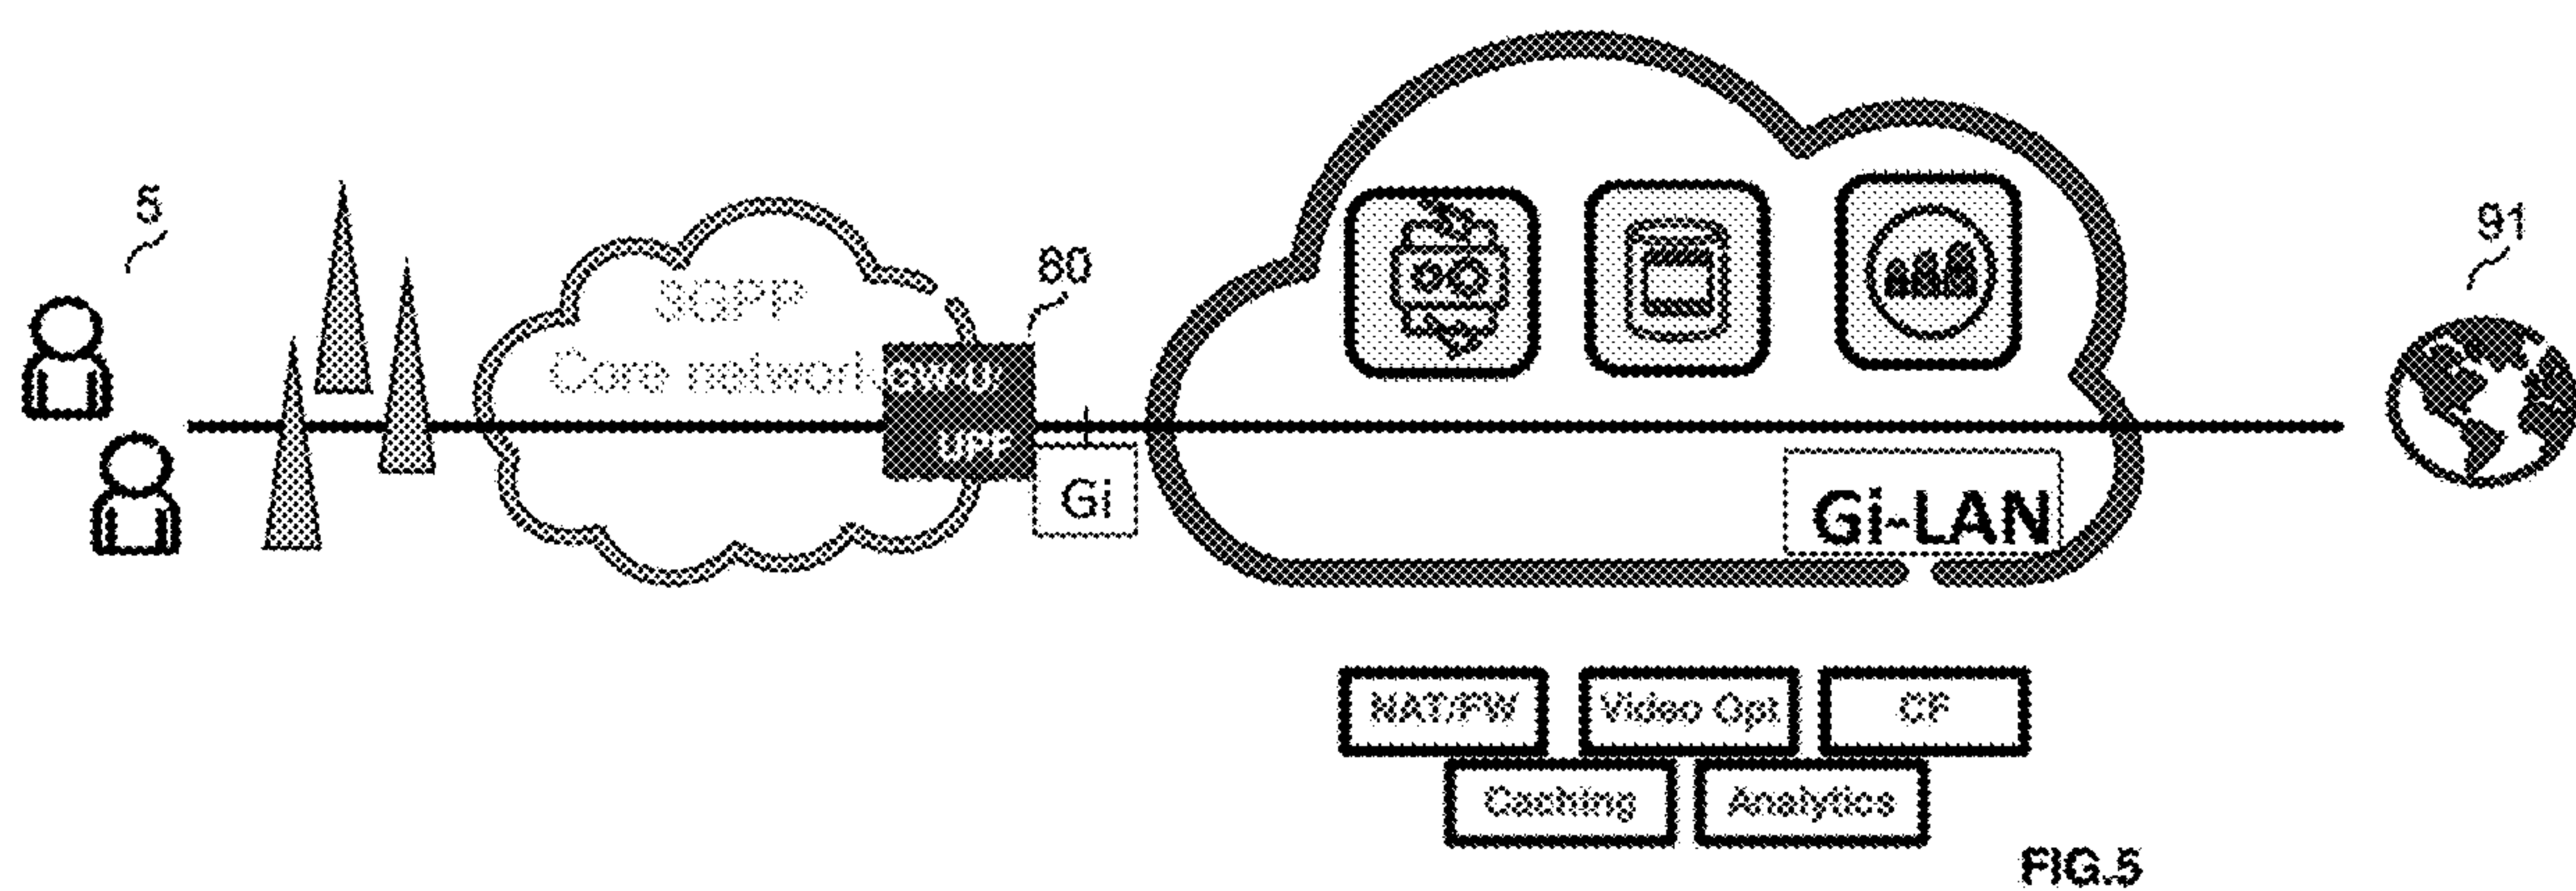 5
3GPP
Core network
GW-U
UPF
80
Gi
Gi-LAN
91
NAT/FW
Video Opt
CF
Caching
Analytics
FIG.5